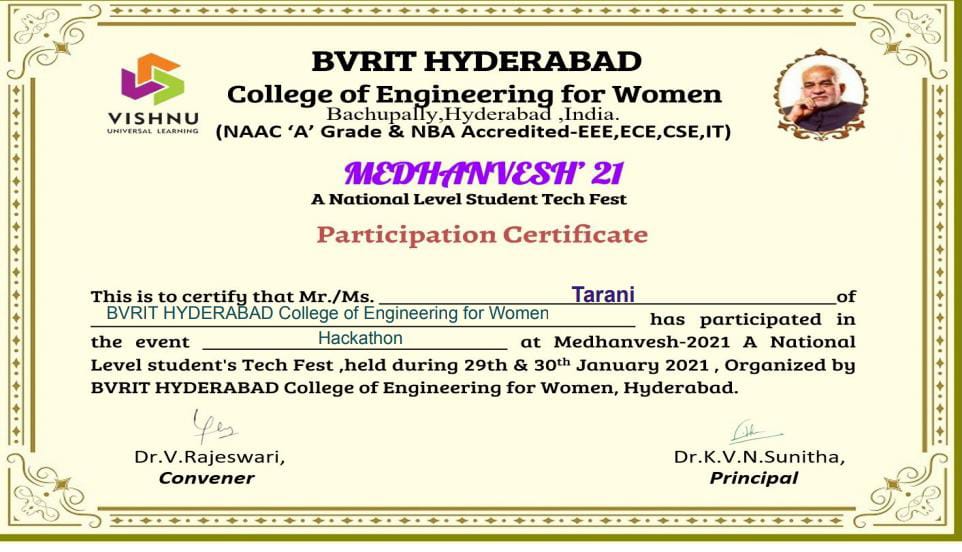 BVRIT HYDERABAD
College of Engineering for Women
Bachupally,Hyderabad ,India.
(NAAC ‘A’ Grade & NBA Accredited-EEE,ECE,CSE,IT)
VISHNU
UNIVERSAL LEARNING
MEDHANVESH’ 21
A National Level Student Tech Fest
Participation Certificate
This is to certify that Mr./Ms. Tarani of
BVRIT HYDERABAD College of Engineering for Women has participated in
the event Hackathon at Medhanvesh-2021 A National
Level student's Tech Fest ,held during 29th & 30th January 2021 , Organized by
BVRIT HYDERABAD College of Engineering for Women, Hyderabad.
Dr.V.Rajeswari,
Convener
Dr.K.V.N.Sunitha,
Principal